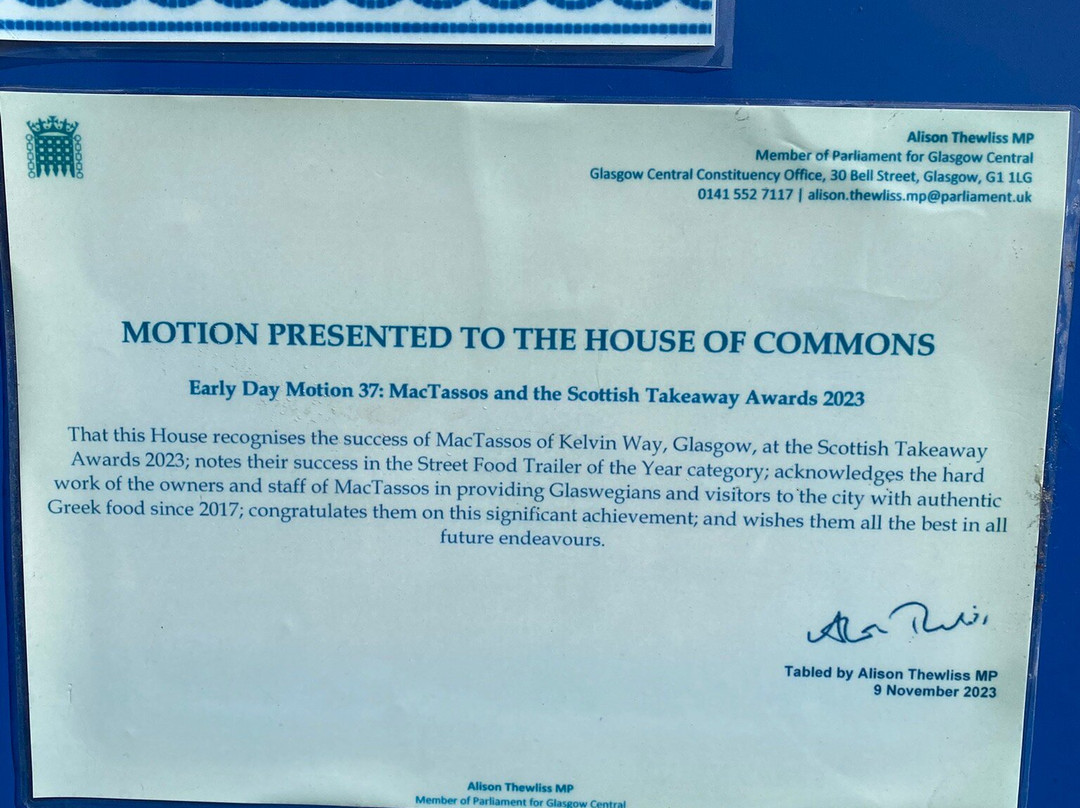 Alison Thewliss MP
Member of Parliament for Glasgow Central
Glasgow Central Constituency Office, 30 Bell Street, Glasgow, G1 1LG
0141 552 7117 | alison.thewliss.mp@parliament.uk
MOTION PRESENTED TO THE HOUSE OF COMMONS
Early Day Motion 37: MacTassos and the Scottish Takeaway Awards 2023
That this House recognises the success of MacTassos of Kelvin Way, Glasgow, at the Scottish Takeaway
Awards 2023; notes their success in the Street Food Trailer of the Year category; acknowledges the hard
work of the owners and staff of MacTassos in providing Glaswegians and visitors to the city with authentic
Greek food since 2017; congratulates them on this significant achievement; and wishes them all the best in all
future endeavours.
Tabled by Alison Thewliss MP
9 November 2023
Alison Thewliss MP
Member of Parliament for Glasgow Central